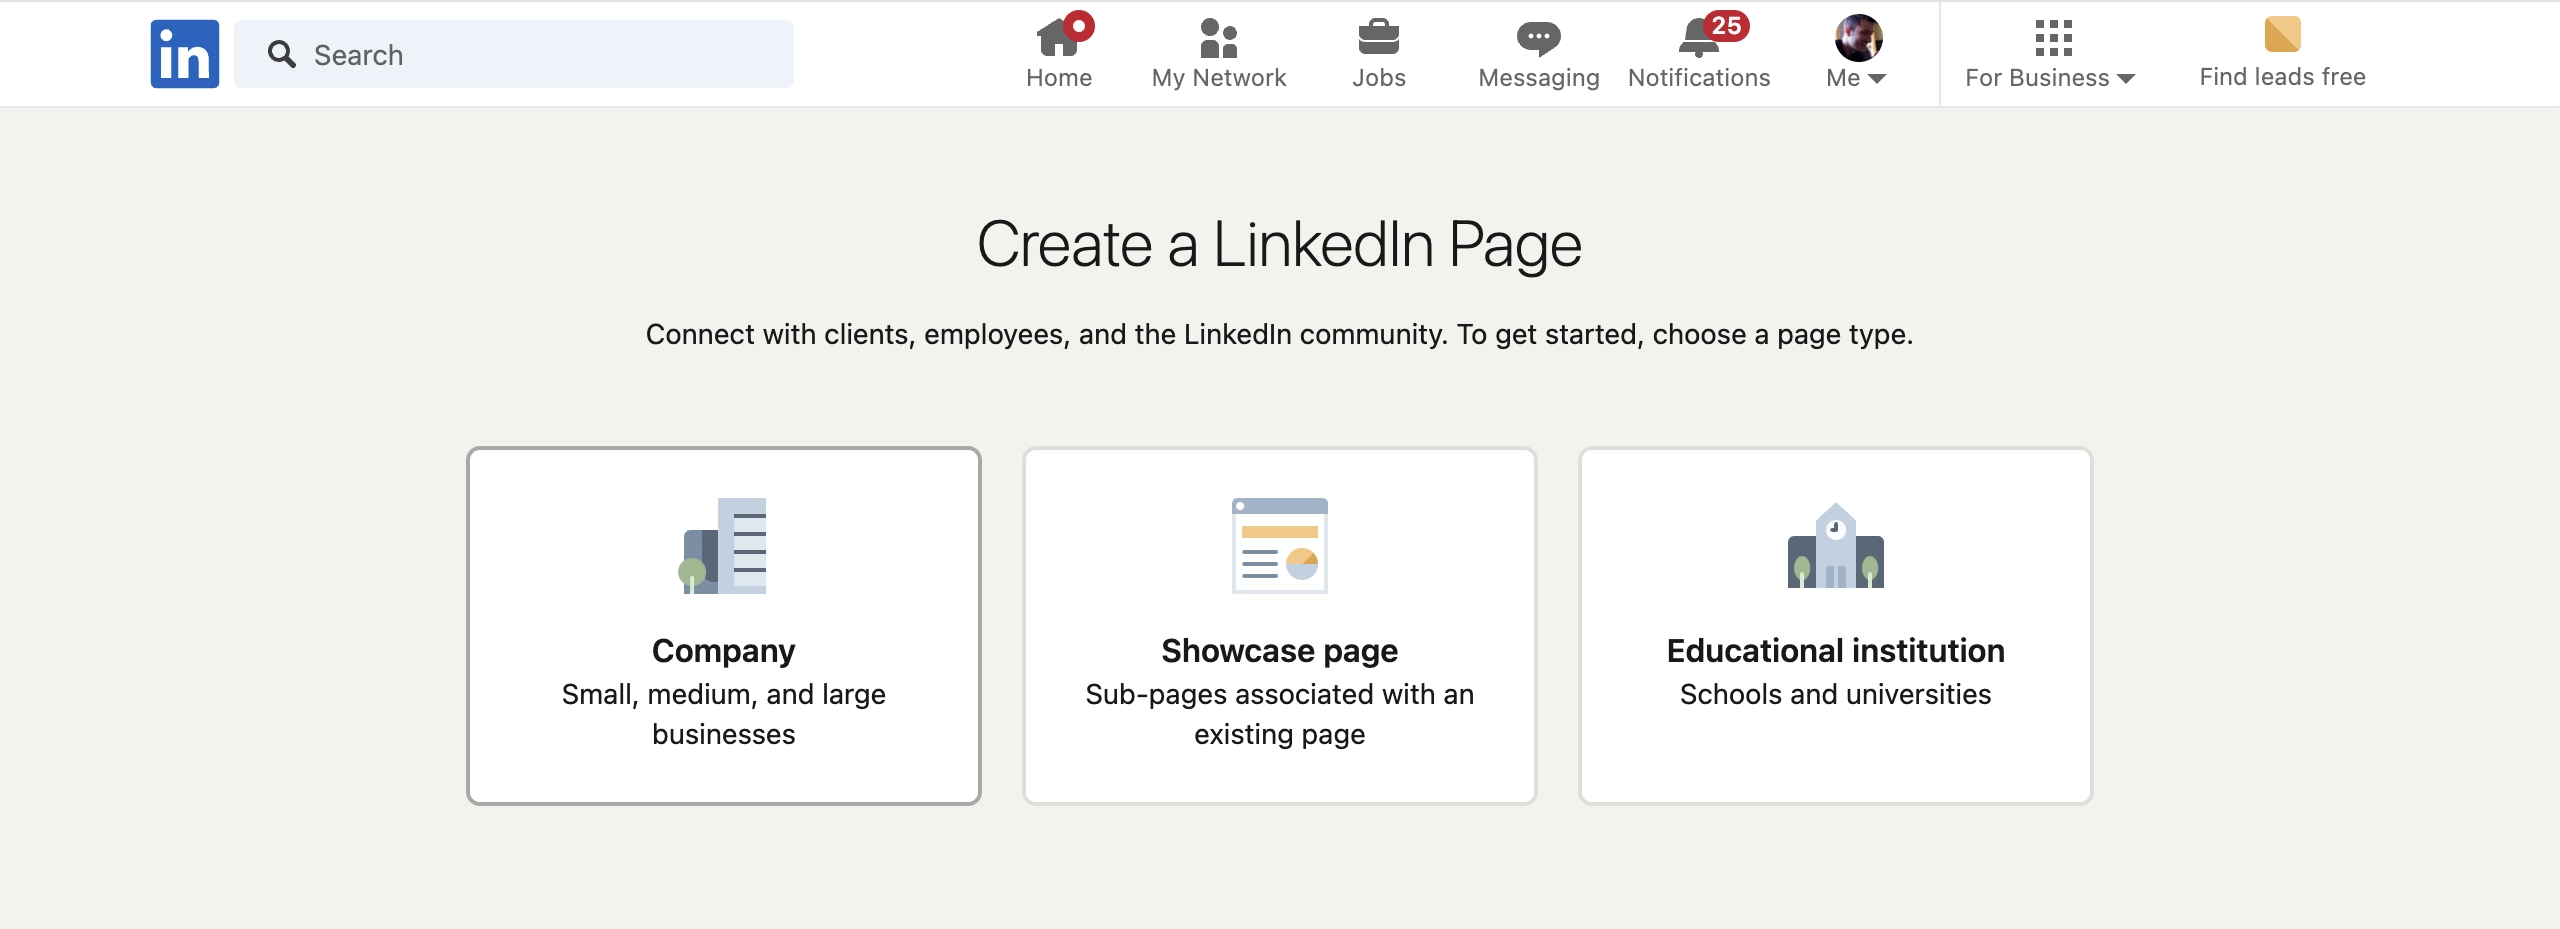 in
Search
Home
My Network
Jobs
Messaging
25
Notifications
Me
For Business
Find leads free
Create a LinkedIn Page
Connect with clients, employees, and the LinkedIn community. To get started, choose a page type.
Company
Small, medium, and large
businesses
Showcase page
Sub-pages associated with an
existing page
Educational institution
Schools and universities